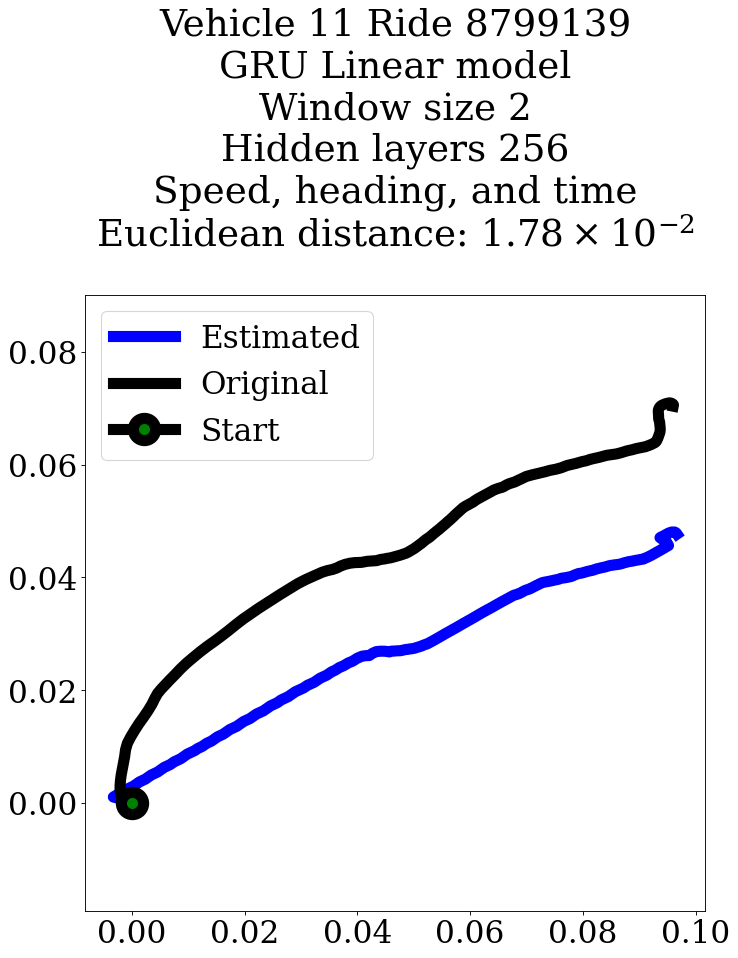 Vehicle 11 Ride 8799139
GRU Linear model
Window size 2
Hidden layers 256
Speed, heading, and time
Euclidean distance: 1.78 × 10⁻²
Estimated
Original
Start
0.08
0.06
0.04
0.02
0.00
0.00 0.02 0.04 0.06 0.08 0.10